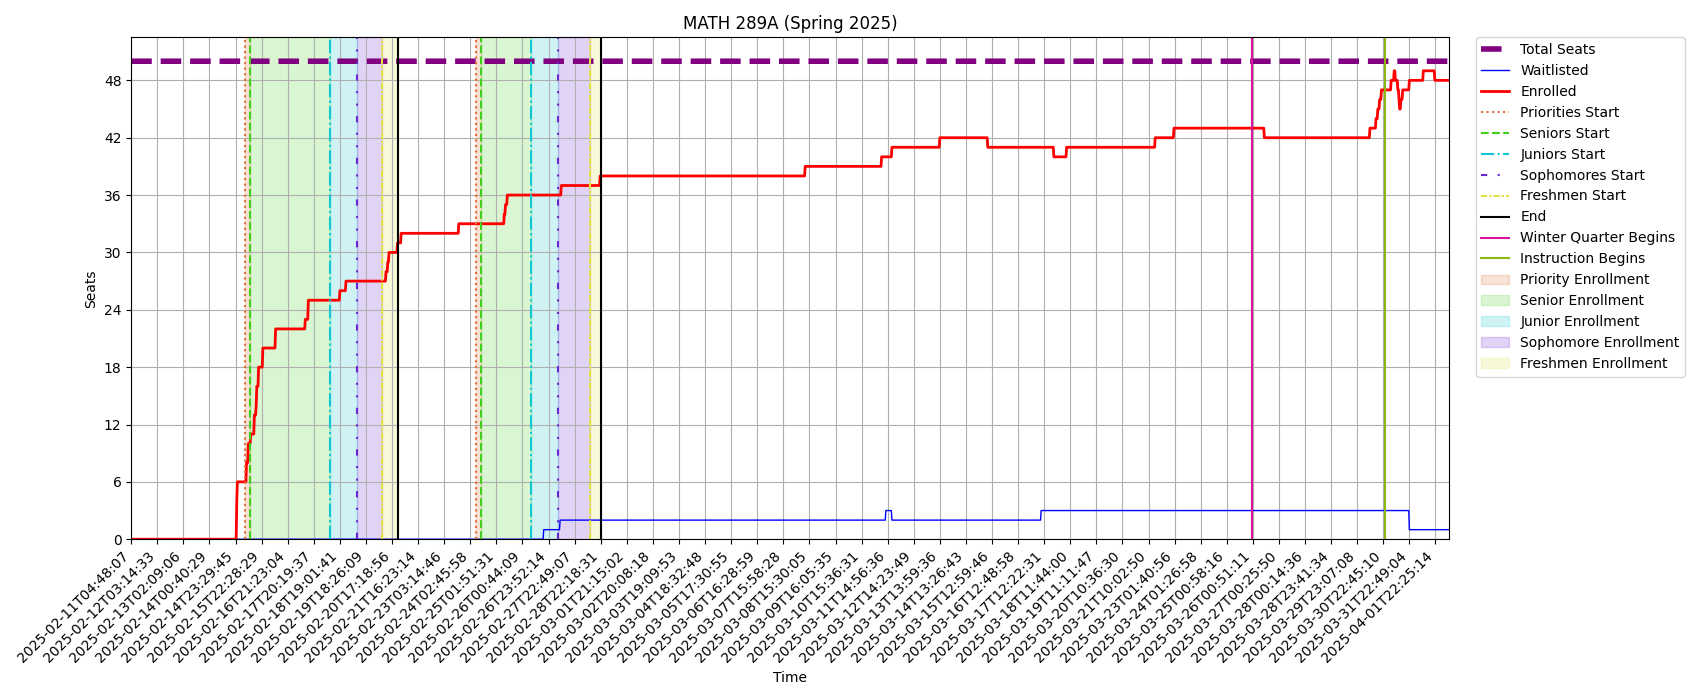 MATH 289A (Spring 2025)
Total Seats
Waitlisted
Enrolled
Priorities Start
Seniors Start
Juniors Start
Sophomores Start
Freshmen Start
End
Winter Quarter Begins
Instruction Begins
Priority Enrollment
Senior Enrollment
Junior Enrollment
Sophomore Enrollment
Freshmen Enrollment
Seats
48
42
36
30
24
18
12
6
0
2025-02-11T04:48:07
2025-02-12T03:14:33
2025-02-13T02:09:06
2025-02-14T00:40:29
2025-02-14T23:29:45
2025-02-15T22:28:29
2025-02-16T21:23:04
2025-02-17T20:19:37
2025-02-18T19:01:41
2025-02-19T18:26:09
2025-02-20T17:18:56
2025-02-21T16:23:14
2025-02-23T03:14:46
2025-02-24T02:45:58
2025-02-25T01:51:31
2025-02-26T00:44:09
2025-02-26T23:52:14
2025-02-27T22:49:07
2025-02-28T22:18:31
2025-03-01T21:15:02
2025-03-02T20:08:18
2025-03-03T19:09:53
2025-03-04T18:32:48
2025-03-05T17:30:55
2025-03-06T16:28:59
2025-03-07T15:58:28
2025-03-08T15:30:05
2025-03-09T16:05:35
2025-03-10T15:36:31
2025-03-11T14:56:36
2025-03-12T14:23:49
2025-03-13T13:59:36
2025-03-14T13:26:43
2025-03-15T12:59:46
2025-03-16T12:48:58
2025-03-17T12:22:31
2025-03-18T11:44:00
2025-03-19T11:11:47
2025-03-20T10:36:30
2025-03-21T10:02:50
2025-03-23T01:40:56
2025-03-24T01:26:58
2025-03-25T00:58:16
2025-03-26T00:51:11
2025-03-27T00:25:50
2025-03-28T00:14:36
2025-03-28T23:41:34
2025-03-29T23:07:08
2025-03-30T22:45:10
2025-03-31T22:49:04
2025-04-01T22:25:14
Time